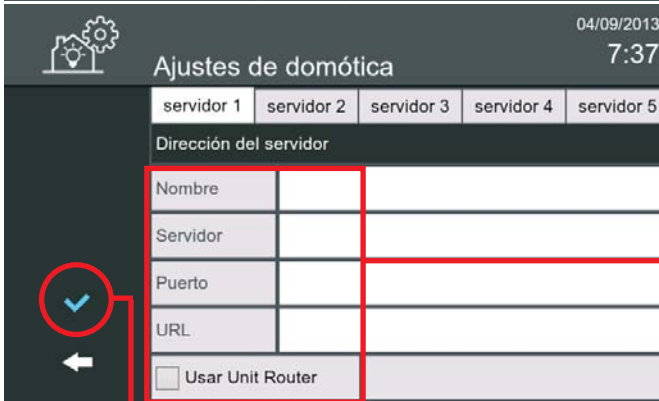 04/09/2013
7:37
Ajustes de domótica
servidor 1 servidor 2 servidor 3 servidor 4 servidor 5
Dirección del servidor
Nombre
Servidor
Puerto
URL
Usar Unit Router